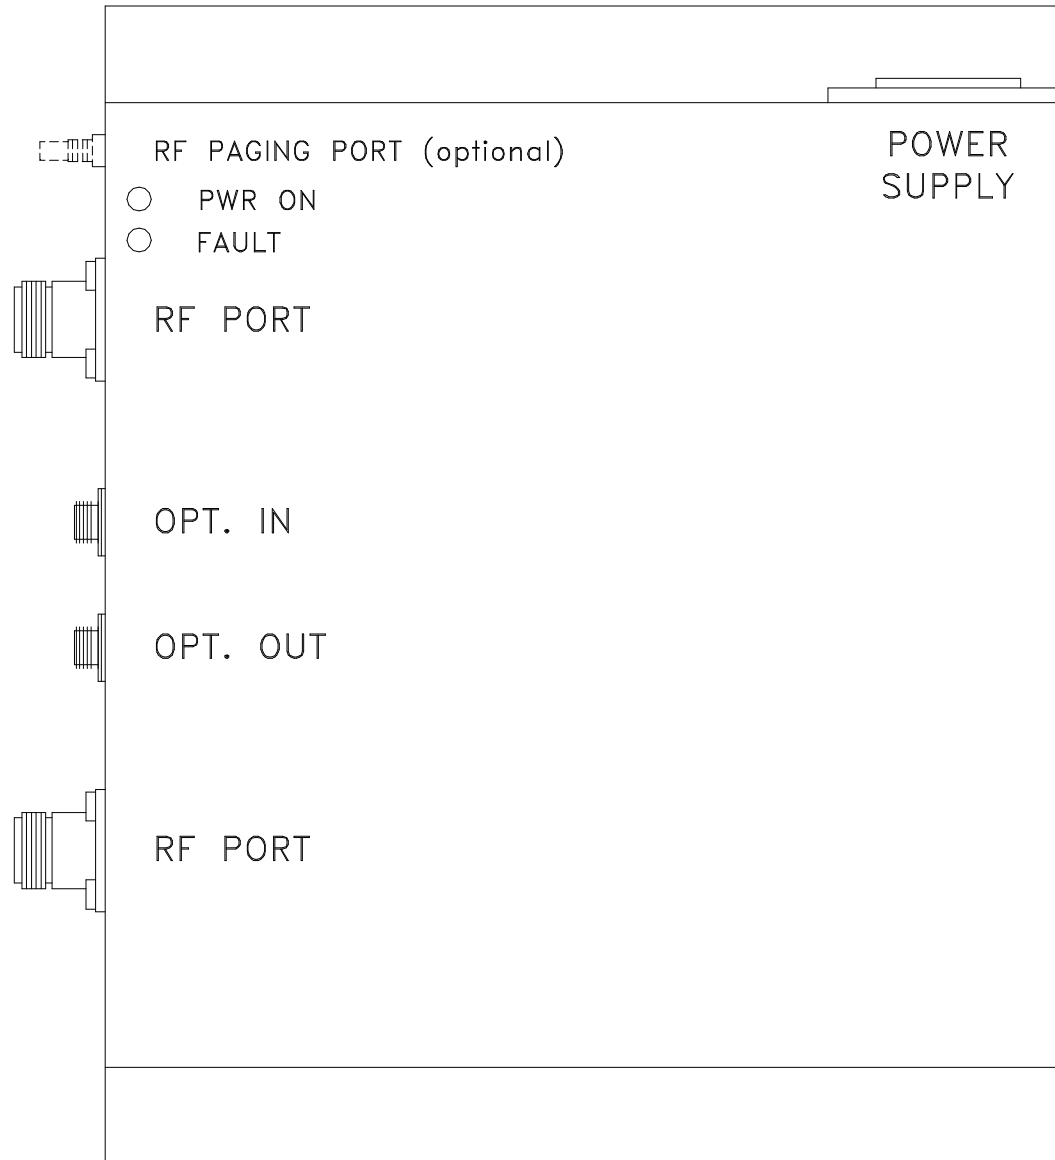 RF PAGING PORT (optional)
POWER
SUPPLY
PWR ON
FAULT
RF PORT
OPT. IN
OPT. OUT
RF PORT